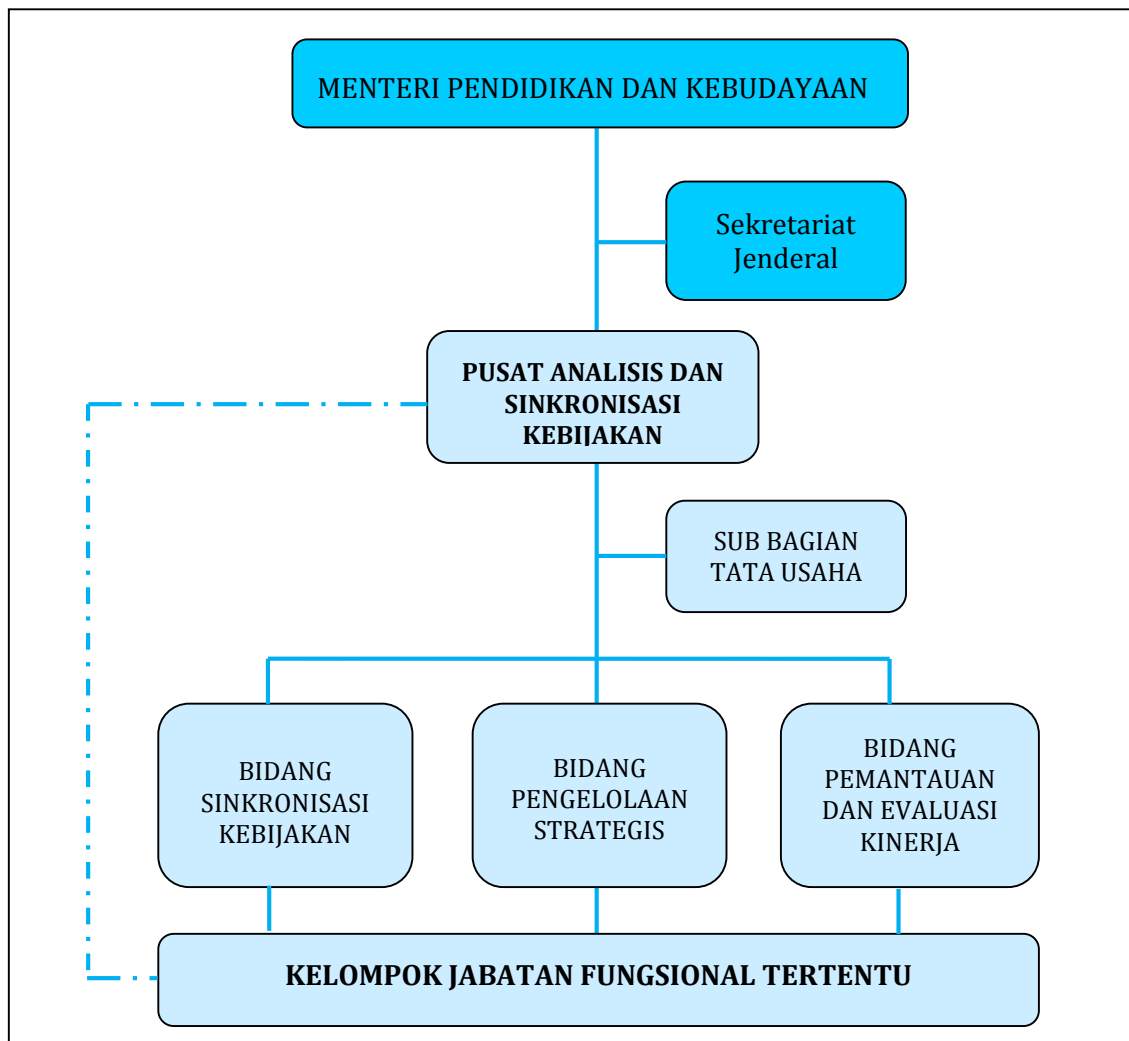 MENTERI PENDIDIKAN DAN KEBUDAYAAN
Sekretariat
Jenderal
PUSAT ANALISIS DAN
SINKRONISASI
KEBIJAKAN
SUB BAGIAN
TATA USAHA
BIDANG
SINKRONISASI
KEBIJAKAN
BIDANG
PENGELOLAAN
STRATEGIS
BIDANG
PEMANTAUAN
DAN EVALUASI
KINERJA
KELOMPOK JABATAN FUNGSIONAL TERTENTU